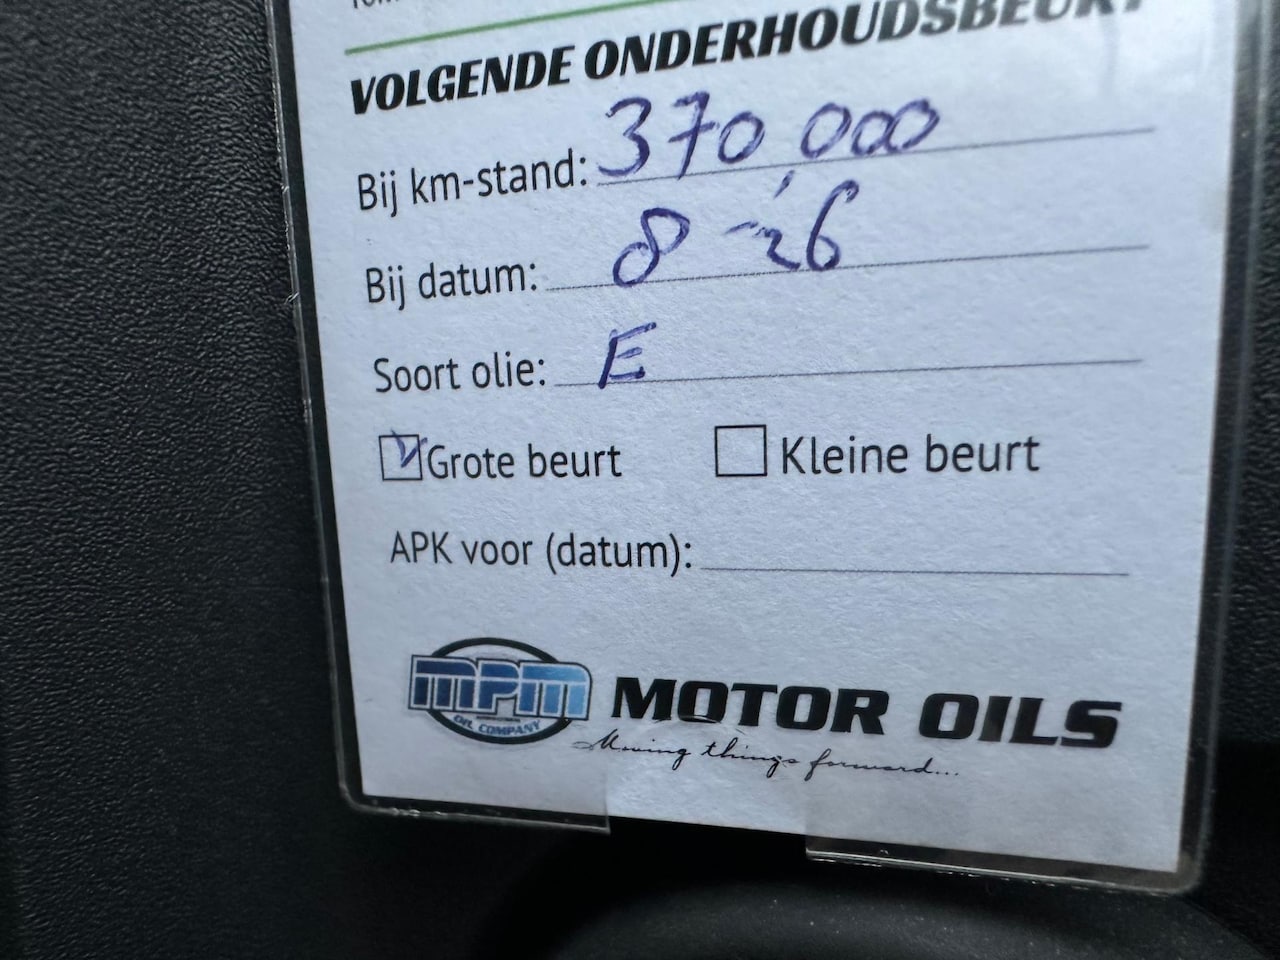 VOLGENDE ONDERHOUDSBEURT
Bij km-stand: 370 000
Bij datum: 8 - '26
Soort olie: E
Grote beurt Kleine beurt
APK voor (datum):
MPM
OIL COMPANY
MOTOR OILS
Moving things forward...